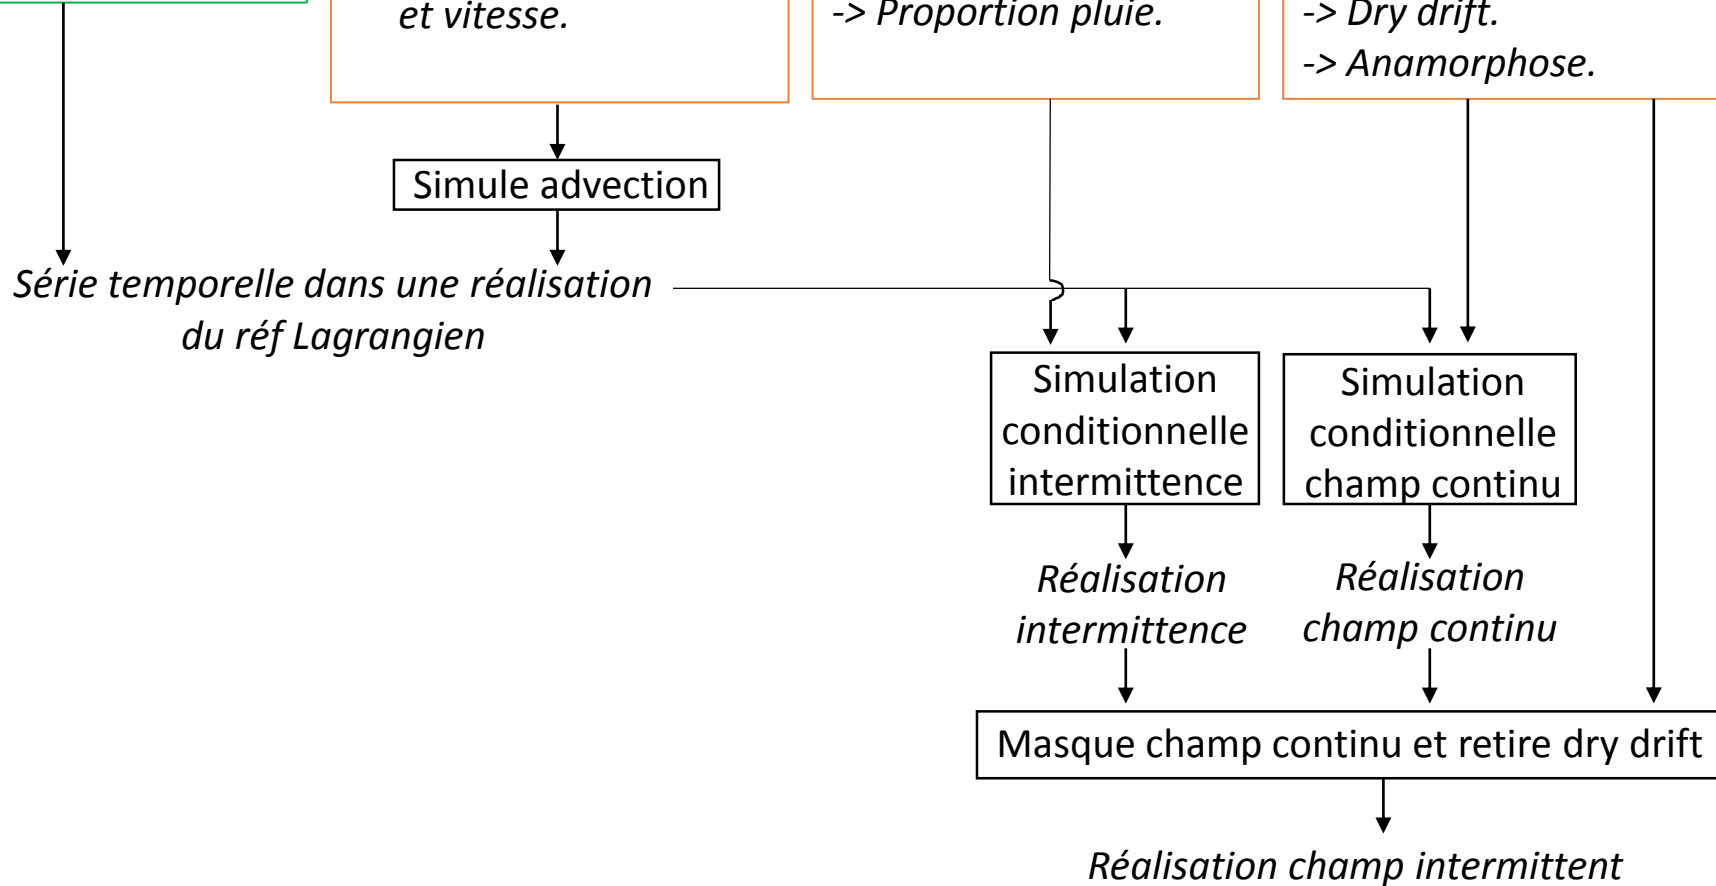 et vitesse.
-> Proportion pluie.
-> Dry drift.
-> Anamorphose.
Simule advection
Série temporelle dans une réalisation
du réf Lagrangien
Simulation
conditionnelle
intermittence
Simulation
conditionnelle
champ continu
Réalisation
intermittence
Réalisation
champ continu
Masque champ continu et retire dry drift
Réalisation champ intermittent